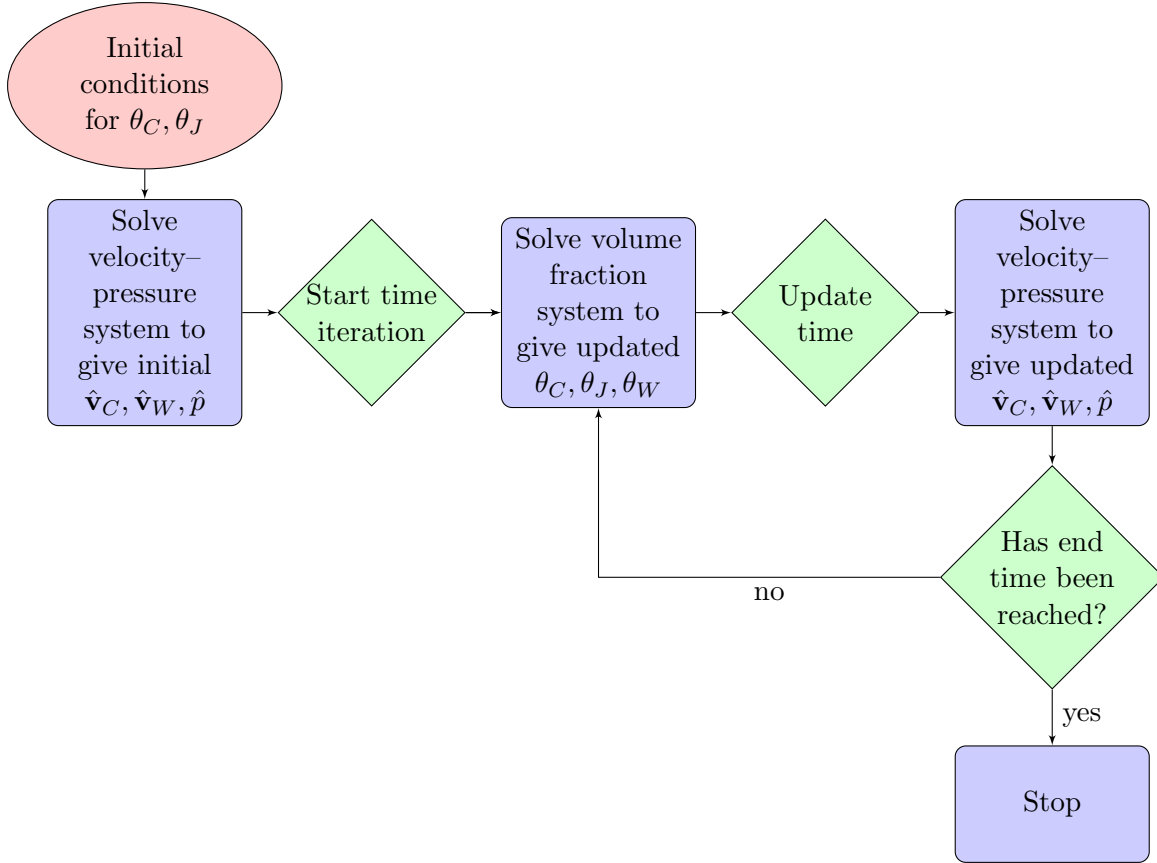 Initial
conditions
for θ_C, θ_J
Solve
velocity–
pressure
system to
give initial
v̂_C, v̂_W, p̂
Start time
iteration
Solve volume
fraction
system to
give updated
θ_C, θ_J, θ_W
Update
time
Solve
velocity–
pressure
system to
give updated
v̂_C, v̂_W, p̂
Has end
time been
reached?
no
yes
Stop